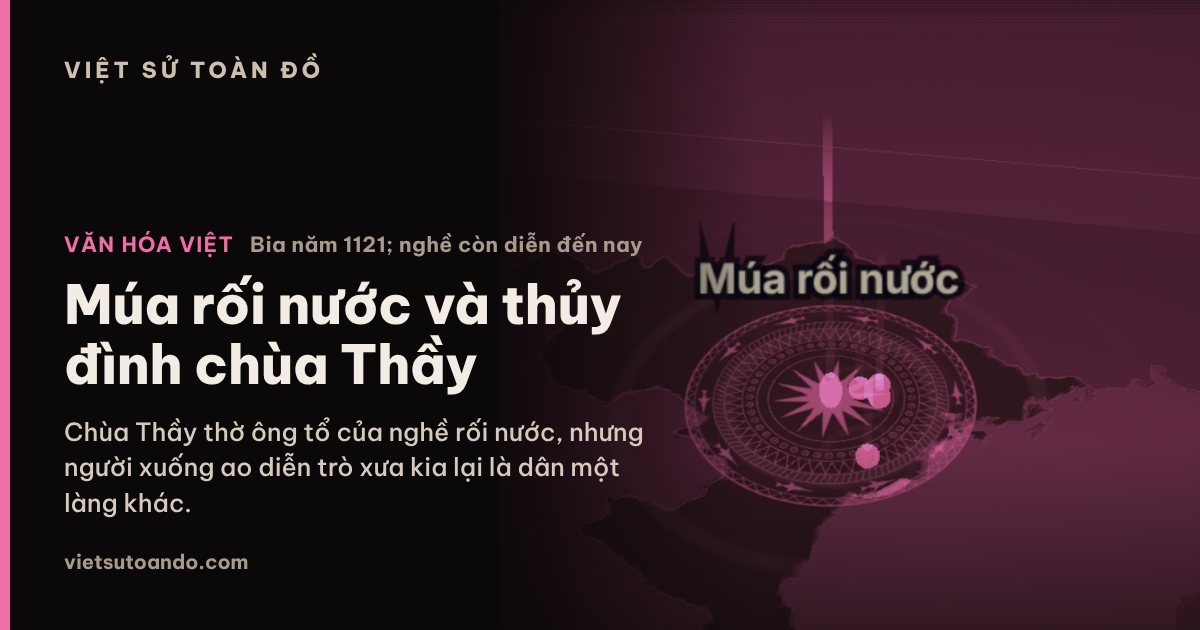 VIỆT SỬ TOÀN ĐỒ
VĂN HÓA VIỆT Bia năm 1121; nghề còn diễn đến nay
Múa rối nước và thủy
đình chùa Thầy
Chùa Thầy thờ ông tổ của nghề rối nước, nhưng
người xuống ao diễn trò xưa kia lại là dân một
làng khác.
vietsutoando.com
Múa rối nước